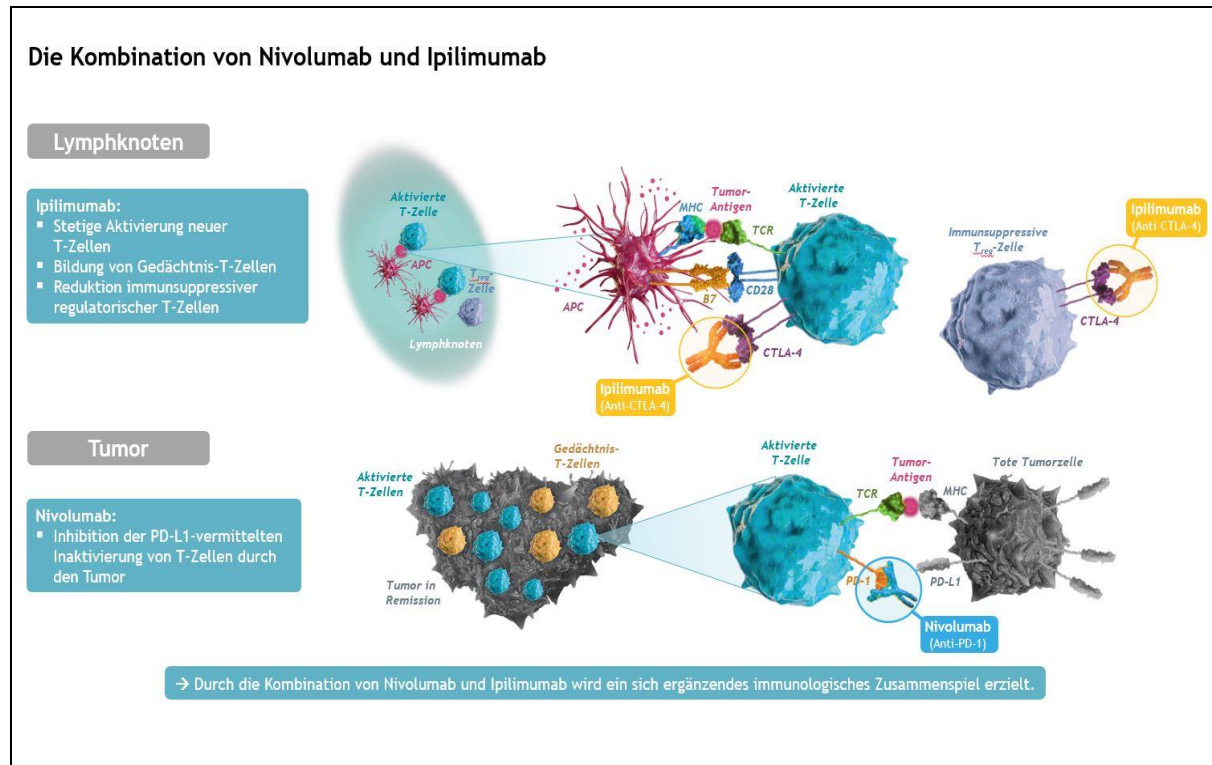 Die Kombination von Nivolumab und Ipilimumab
Lymphknoten
Ipilimumab:
▪ Stetige Aktivierung neuer
T-Zellen
▪ Bildung von Gedächtnis-T-Zellen
▪ Reduktion immunsuppressiver
regulatorischer T-Zellen
Aktivierte
T-Zelle
APC
Treg-
Zelle
Lymphknoten
APC
MHC
Tumor-
Antigen
TCR
B7
CD28
CTLA-4
Aktivierte
T-Zelle
Ipilimumab
(Anti-CTLA-4)
Immunsuppressive
Treg-Zelle
CTLA-4
Ipilimumab
(Anti-CTLA-4)
Tumor
Nivolumab:
▪ Inhibition der PD-L1-vermittelten
Inaktivierung von T-Zellen durch
den Tumor
Aktivierte
T-Zellen
Gedächtnis-
T-Zellen
Tumor in
Remission
Aktivierte
T-Zelle
TCR
Tumor-
Antigen
MHC
Tote Tumorzelle
PD-1
PD-L1
Nivolumab
(Anti-PD-1)
→ Durch die Kombination von Nivolumab und Ipilimumab wird ein sich ergänzendes immunologisches Zusammenspiel erzielt.